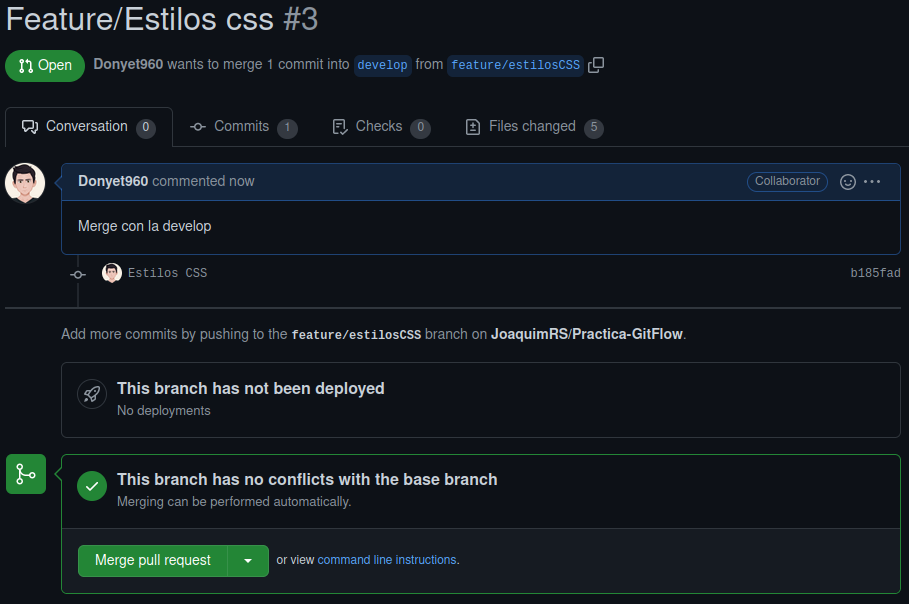 Feature/Estilos css #3
Open Donyet960 wants to merge 1 commit into develop from feature/estilosCSS
Conversation 0 Commits 1 Checks 0 Files changed 5
Donyet960 commented now Collaborator
Merge con la develop
Estilos CSS b185fad
Add more commits by pushing to the feature/estilosCSS branch on JoaquimRS/Practica-GitFlow.
This branch has not been deployed
No deployments
This branch has no conflicts with the base branch
Merging can be performed automatically.
Merge pull request or view command line instructions.